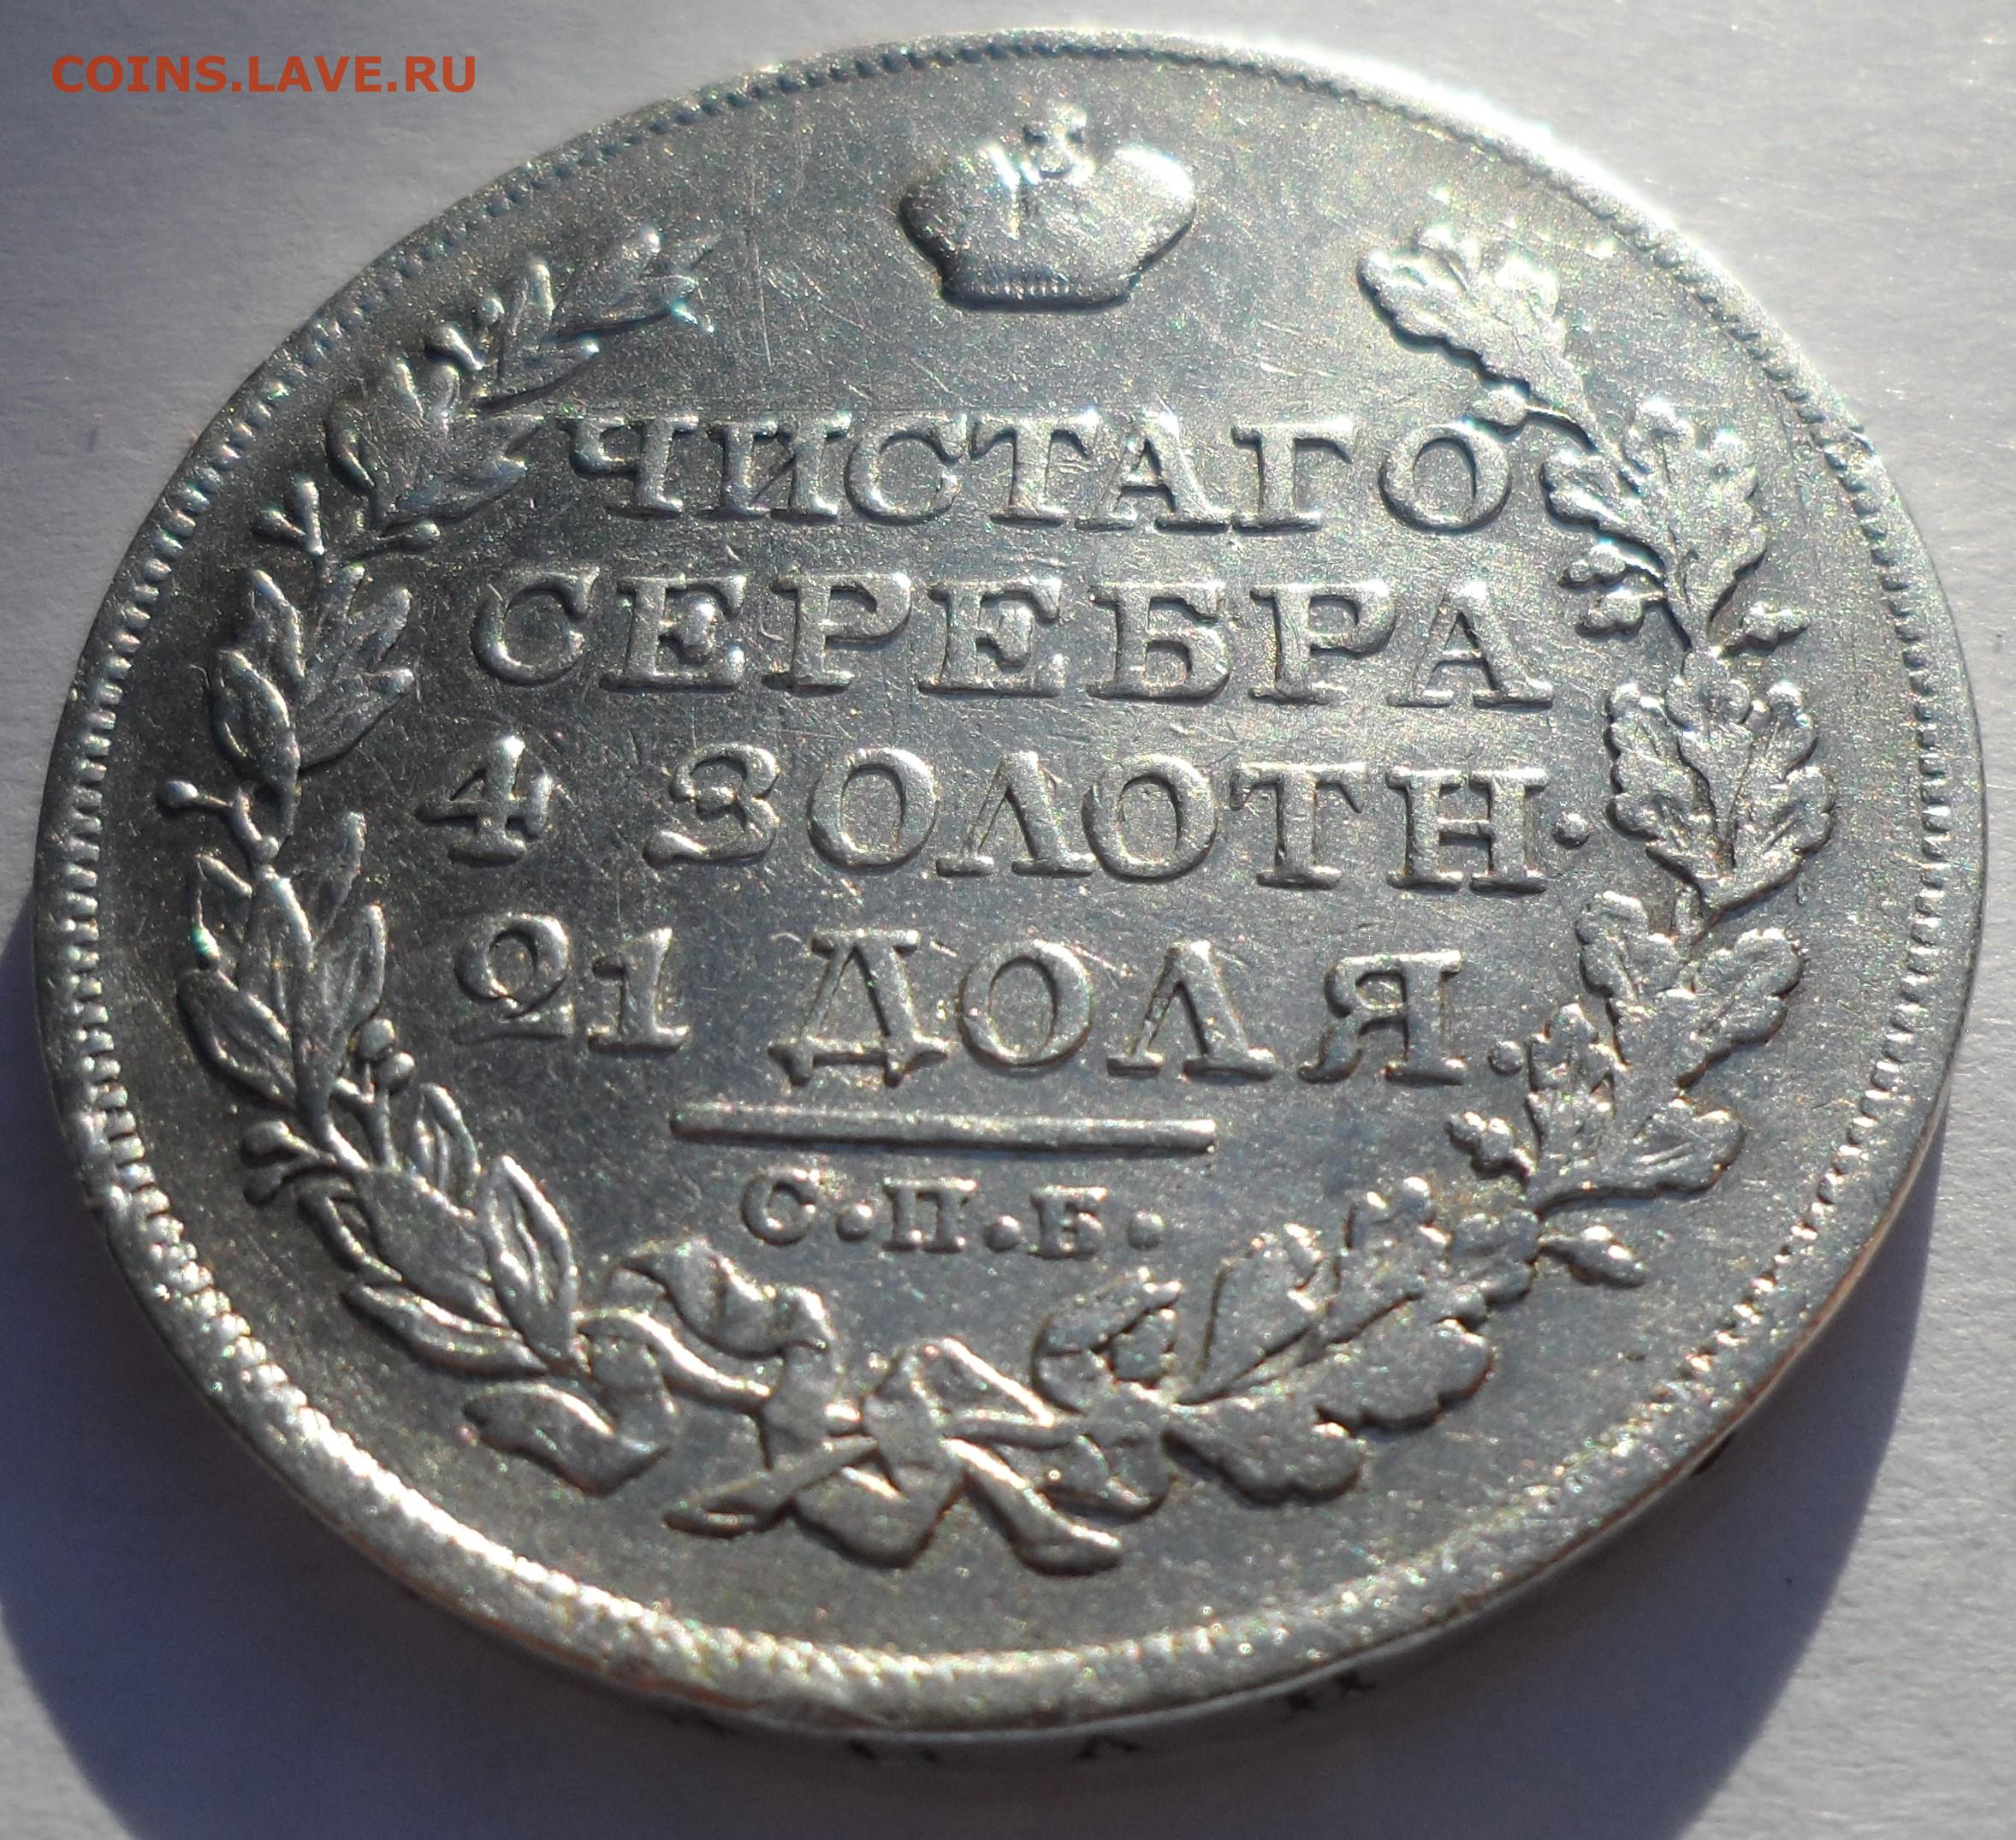 COINS.LAVE.RU
ЧИСТАГО
СЕРЕБРА
4 ЗОЛОТН.
21 ДОЛЯ.
С.П.Б.